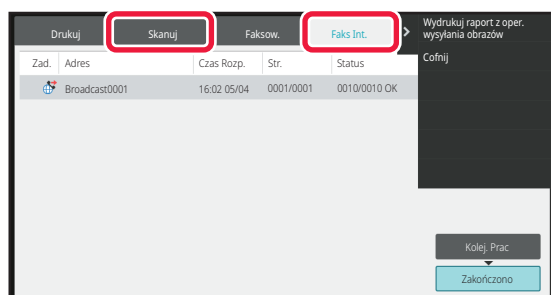 Drukuj Skanuj Faksow. Faks Int.
Wydrukuj raport z oper.
wysyłania obrazów
Cofnij
Zad. Adres Czas Rozp. Str. Status
Broadcast0001 16:02 05/04 0001/0001 0010/0010 OK
Kolej. Prac
Zakończono